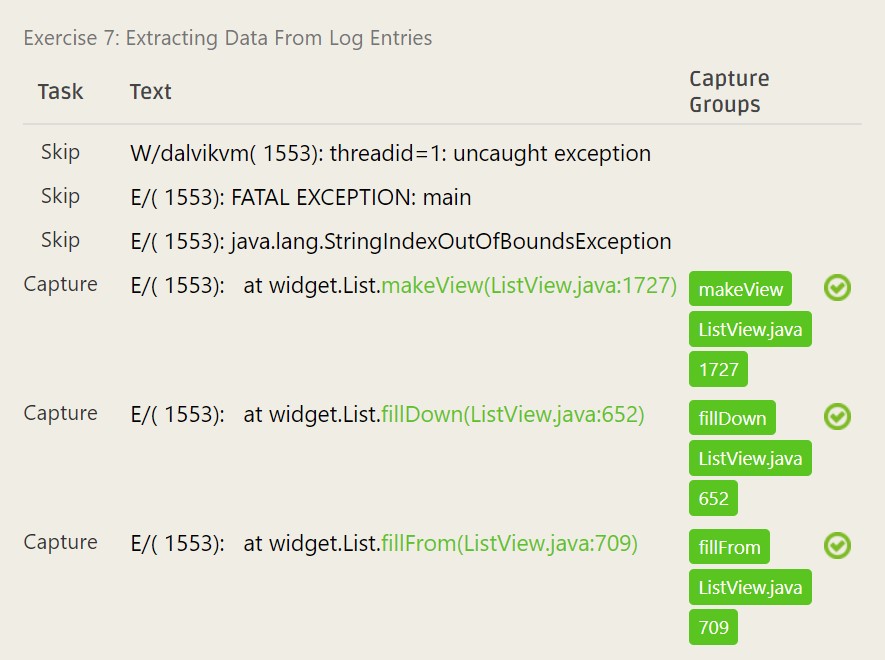 Exercise 7: Extracting Data From Log Entries
Task Text Capture Groups
Skip W/dalvikvm( 1553): threadid=1: uncaught exception
Skip E/( 1553): FATAL EXCEPTION: main
Skip E/( 1553): java.lang.StringIndexOutOfBoundsException
Capture E/( 1553):   at widget.List.makeView(ListView.java:1727) makeView
ListView.java
1727
Capture E/( 1553):   at widget.List.fillDown(ListView.java:652) fillDown
ListView.java
652
Capture E/( 1553):   at widget.List.fillFrom(ListView.java:709) fillFrom
ListView.java
709